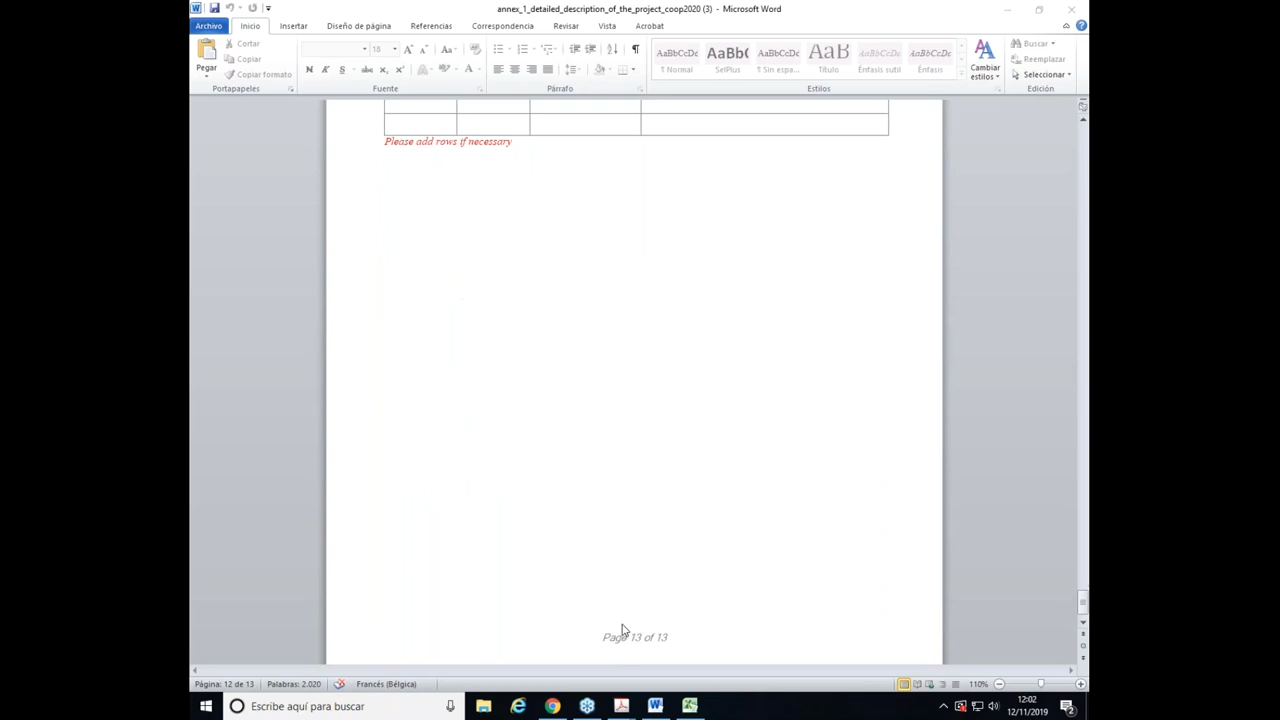 annex_1_detailed_description_of_the_project_coop2020 (3) - Microsoft Word
Archivo Inicio Insertar Diseño de página Referencias Correspondencia Revisar Vista Acrobat
Pegar
Cortar
Copiar
Copiar formato
18
AaBbCcDc AaBbC AaBbCcDc AaB AaBbCcDc AaBbCcDc
¶ Normal SelPlus ¶ Sin espa... Título Énfasis sutil Énfasis
Cambiar estilos
Buscar
Reemplazar
Seleccionar
Portapapeles Fuente Párrafo Estilos Edición
Please add rows if necessary
Page 13 of 13
Página: 12 de 13 Palabras: 2.020 Francés (Bélgica) 110%
Escribe aquí para buscar
12:02
12/11/2019
2